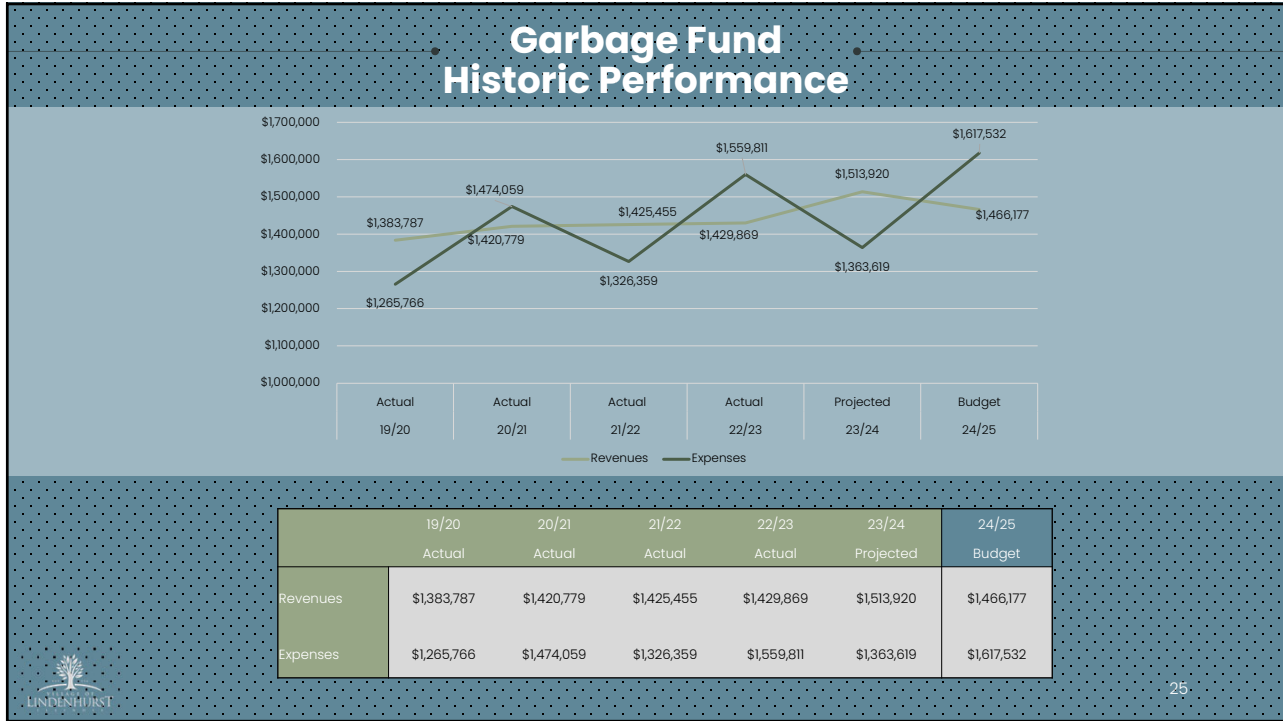 Garbage Fund
Historic Performance
$1,700,000
$1,600,000
$1,500,000
$1,400,000
$1,300,000
$1,200,000
$1,100,000
$1,000,000
$1,383,787
$1,265,766
$1,474,059
$1,420,779
$1,425,455
$1,326,359
$1,559,811
$1,429,869
$1,513,920
$1,363,619
$1,617,532
$1,466,177
Actual Actual Actual Actual Projected Budget
19/20 20/21 21/22 22/23 23/24 24/25
Revenues Expenses
19/20 20/21 21/22 22/23 23/24 24/25
Actual Actual Actual Actual Projected Budget
Revenues $1,383,787 $1,420,779 $1,425,455 $1,429,869 $1,513,920 $1,466,177
Expenses $1,265,766 $1,474,059 $1,326,359 $1,559,811 $1,363,619 $1,617,532
VILLAGE OF
LINDENHURST
25